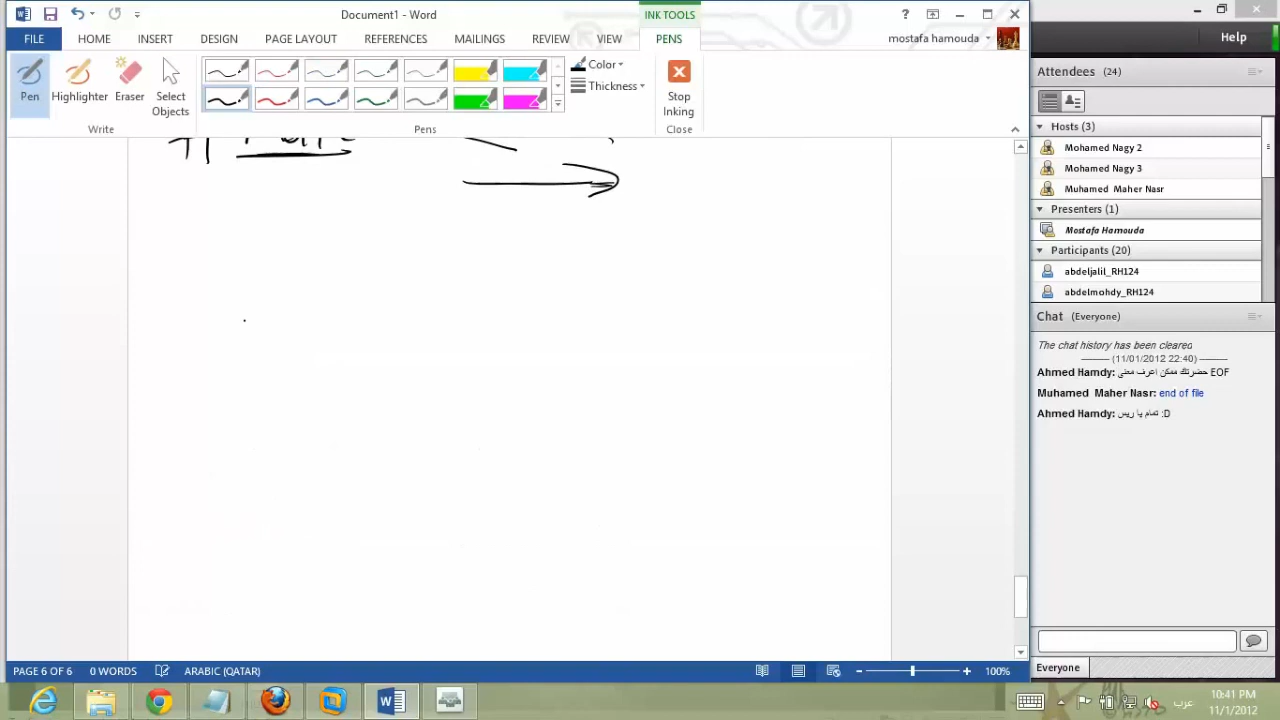 Document1 - Word
INK TOOLS
?
FILE
HOME
INSERT
DESIGN
PAGE LAYOUT
REFERENCES
MAILINGS
REVIEW
VIEW
PENS
mostafa hamouda
Pen
Highlighter
Eraser
Select
Objects
Color
Thickness
Stop
Inking
Write
Pens
Close
Help
Attendees (24)
Hosts (3)
Mohamed Nagy 2
Mohamed Nagy 3
Muhamed Maher Nasr
Presenters (1)
Mostafa Hamouda
Participants (20)
abdeljalil_RH124
abdelmohdy_RH124
Chat (Everyone)
The chat history has been cleared
(11/01/2012 22:40)
Ahmed Hamdy: حضرتك ممكن اعرف معنى EOF
Muhamed Maher Nasr: end of file
Ahmed Hamdy: تمام يا ريس :D
Everyone
PAGE 6 OF 6
0 WORDS
ARABIC (QATAR)
100%
عرب
10:41 PM
11/1/2012